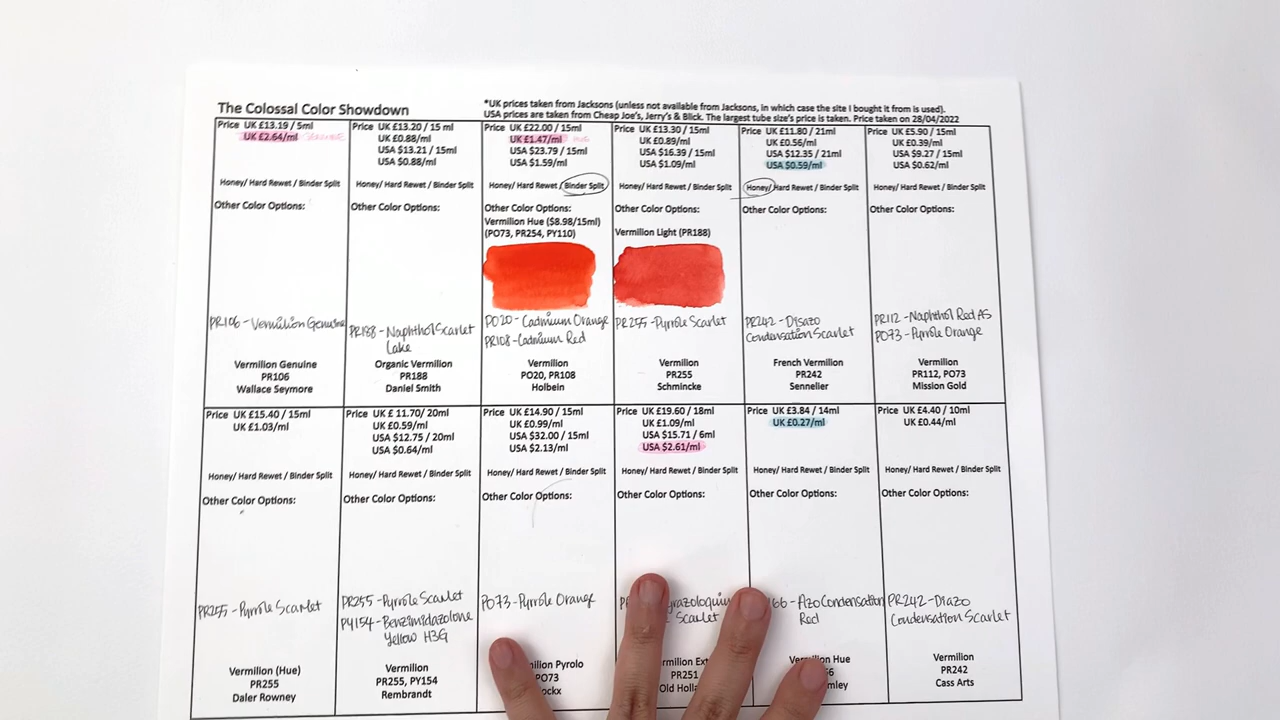 The Colossal Color Showdown
*UK prices taken from Jacksons (unless not available from Jacksons, in which case the site I bought it from is used).
USA prices are taken from Cheap Joe's, Jerry's & Blick. The largest tube size's price is taken. Price taken on 28/04/2022
Price UK £13.19 / 5ml
UK £2.64/ml
Honey/ Hard Rewet / Binder Split
Other Color Options:
PR106 - Vermilion Genuine
Vermilion Genuine
PR106
Wallace Seymore
Price UK £13.20 / 15 ml
UK £0.88/ml
USA $13.21 / 15ml
USA $0.88/ml
Honey/ Hard Rewet / Binder Split
Other Color Options:
PR188 - Naphthol Scarlet
Lake
Organic Vermilion
PR188
Daniel Smith
Price UK £22.00 / 15ml
UK £1.47/ml HUE
USA $23.79 / 15ml
USA $1.59/ml
Honey/ Hard Rewet / Binder Split
Other Color Options:
Vermilion Hue ($8.98/15ml)
(PO73, PR254, PY110)
PO20 - Cadmium Orange
PR108 - Cadmium Red
Vermilion
PO20, PR108
Holbein
Price UK £13.30 / 15ml
UK £0.89/ml
USA $16.39 / 15ml
USA $1.09/ml
Honey/ Hard Rewet / Binder Split
Other Color Options:
Vermilion Light (PR188)
PR255 - Pyrrole Scarlet
Vermilion
PR255
Schmincke
Price UK £11.80 / 21ml
UK £0.56/ml
USA $12.35 / 21ml
USA $0.59/ml
Honey/ Hard Rewet / Binder Split
Other Color Options:
PR242 - Disazo
Condensation Scarlet
French Vermilion
PR242
Sennelier
Price UK £5.90 / 15ml
UK £0.39/ml
USA $9.27 / 15ml
USA $0.62/ml
Honey/ Hard Rewet / Binder Split
Other Color Options:
PR112 - Naphthol Red AS
PO73 - Pyrrole Orange
Vermilion
PR112, PO73
Mission Gold
Price UK £15.40 / 15ml
UK £1.03/ml
Honey/ Hard Rewet / Binder Split
Other Color Options:
PR255 - Pyrrole Scarlet
Vermilion (Hue)
PR255
Daler Rowney
Price UK £ 11.70/ 20ml
UK £0.59/ml
USA $12.75 / 20ml
USA $0.64/ml
Honey/ Hard Rewet / Binder Split
Other Color Options:
PR255 - Pyrrole Scarlet
PY154 - Benzimidazolone
Yellow H3G
Vermilion
PR255, PY154
Rembrandt
Price UK £14.90 / 15ml
UK £0.99/ml
USA $32.00 / 15ml
USA $2.13/ml
Honey/ Hard Rewet / Binder Split
Other Color Options:
PO73 - Pyrrole Orange
Pyrolo
PO73
Price UK £19.60 / 18ml
UK £1.09/ml
USA $15.71 / 6ml
USA $2.61/ml
Honey/ Hard Rewet / Binder Split
Other Color Options:
Scarlet
PR251
Old
Price UK £3.84 / 14ml
UK £0.27/ml
Honey/ Hard Rewet / Binder Split
Other Color Options:
Azo Condensation
Red
Hue
Price UK £4.40 / 10ml
UK £0.44/ml
Honey/ Hard Rewet / Binder Split
Other Color Options:
PR242 - Diazo
Condensation Scarlet
Vermilion
PR242
Cass Arts